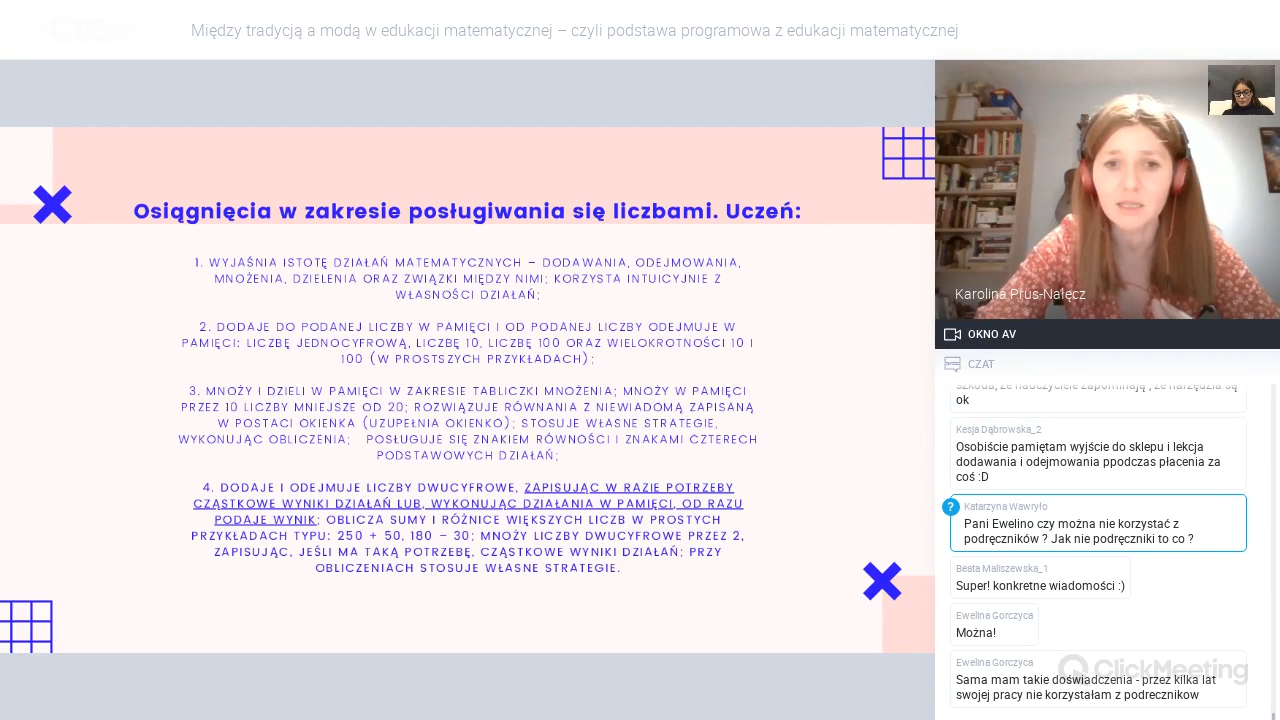 Między tradycją a modą w edukacji matematycznej – czyli podstawa programowa z edukacji matematycznej
Osiągnięcia w zakresie posługiwania się liczbami. Uczeń:
1. WYJAŚNIA ISTOTĘ DZIAŁAŃ MATEMATYCZNYCH – DODAWANIA, ODEJMOWANIA,
MNOŻENIA, DZIELENIA ORAZ ZWIĄZKI MIĘDZY NIMI; KORZYSTA INTUICYJNIE Z
WŁASNOŚCI DZIAŁAŃ;
2. DODAJE DO PODANEJ LICZBY W PAMIĘCI I OD PODANEJ LICZBY ODEJMUJE W
PAMIĘCI: LICZBĘ JEDNOCYFROWĄ, LICZBĘ 10, LICZBĘ 100 ORAZ WIELOKROTNOŚCI 10 I
100 (W PROSTSZYCH PRZYKŁADACH);
3. MNOŻY I DZIELI W PAMIĘCI W ZAKRESIE TABLICZKI MNOŻENIA; MNOŻY W PAMIĘCI
PRZEZ 10 LICZBY MNIEJSZE OD 20; ROZWIĄZUJE RÓWNANIA Z NIEWIADOMĄ ZAPISANĄ
W POSTACI OKIENKA (UZUPEŁNIA OKIENKO); STOSUJE WŁASNE STRATEGIE,
WYKONUJĄC OBLICZENIA; POSŁUGUJE SIĘ ZNAKIEM RÓWNOŚCI I ZNAKAMI CZTERECH
PODSTAWOWYCH DZIAŁAŃ;
4. DODAJE I ODEJMUJE LICZBY DWUCYFROWE, ZAPISUJĄC W RAZIE POTRZEBY
CZĄSTKOWE WYNIKI DZIAŁAŃ LUB, WYKONUJĄC DZIAŁANIA W PAMIĘCI, OD RAZU
PODAJE WYNIK; OBLICZA SUMY I RÓŻNICE WIĘKSZYCH LICZB W PROSTYCH
PRZYKŁADACH TYPU: 250 + 50, 180 – 30; MNOŻY LICZBY DWUCYFROWE PRZEZ 2,
ZAPISUJĄC, JEŚLI MA TAKĄ POTRZEBĘ, CZĄSTKOWE WYNIKI DZIAŁAŃ; PRZY
OBLICZENIACH STOSUJE WŁASNE STRATEGIE.
Karolina Prus-Nałęcz
OKNO AV
CZAT
szkoda, że nauczyciele zapominają , że narzędzia są
ok
Kesja Dąbrowska_2
Osobiście pamiętam wyjście do sklepu i lekcja
dodawania i odejmowania ppodczas płacenia za
coś :D
?
Katarzyna Wawryło
Pani Ewelino czy można nie korzystać z
podręczników ? Jak nie podręczniki to co ?
Beata Maliszewska_1
Super! konkretne wiadomości :)
Ewelina Gorczyca
Można!
Ewelina Gorczyca
Sama mam takie doświadczenia - przez kilka lat
swojej pracy nie korzystałam z podrecznikow
ClickMeeting